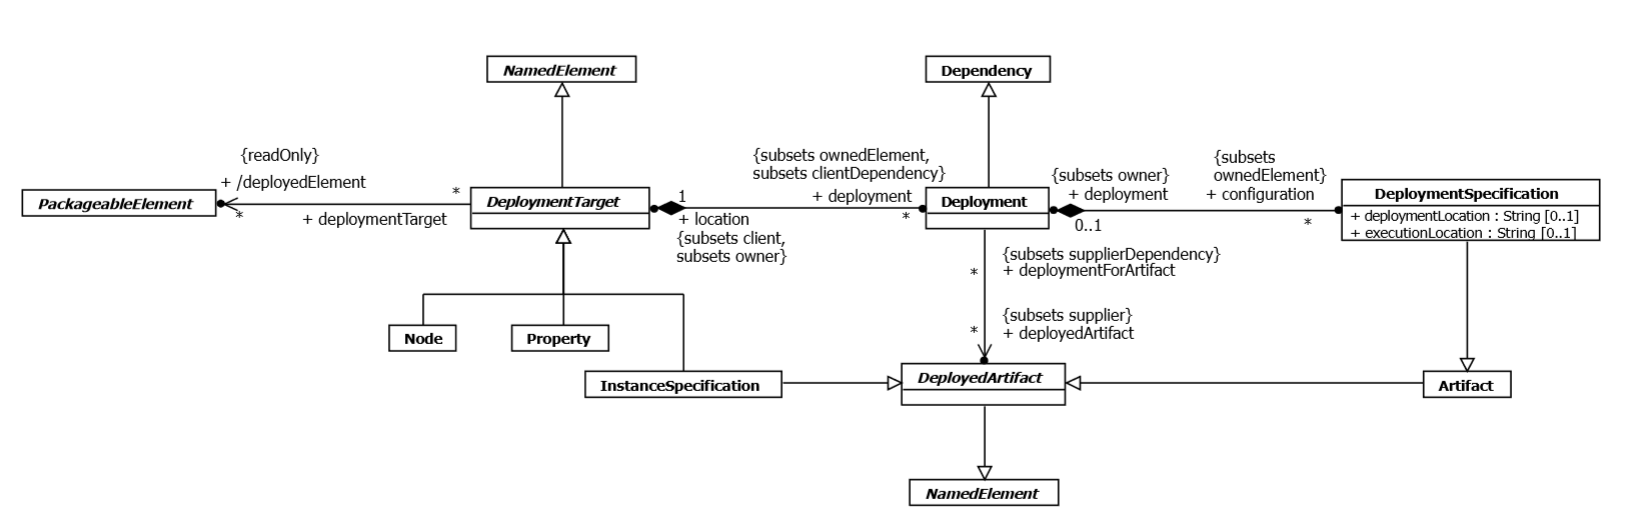 NamedElement
Dependency
{readOnly}
+ /deployedElement
*
PackageableElement
*
+ deploymentTarget
DeploymentTarget
1
+ location
{subsets client,
subsets owner}
{subsets ownedElement,
subsets clientDependency}
+ deployment
*
Deployment
{subsets owner}
+ deployment
0..1
{subsets
ownedElement}
+ configuration
*
DeploymentSpecification
+ deploymentLocation : String [0..1]
+ executionLocation : String [0..1]
*
{subsets supplierDependency}
+ deploymentForArtifact
*
{subsets supplier}
+ deployedArtifact
Node
Property
InstanceSpecification
DeployedArtifact
Artifact
NamedElement